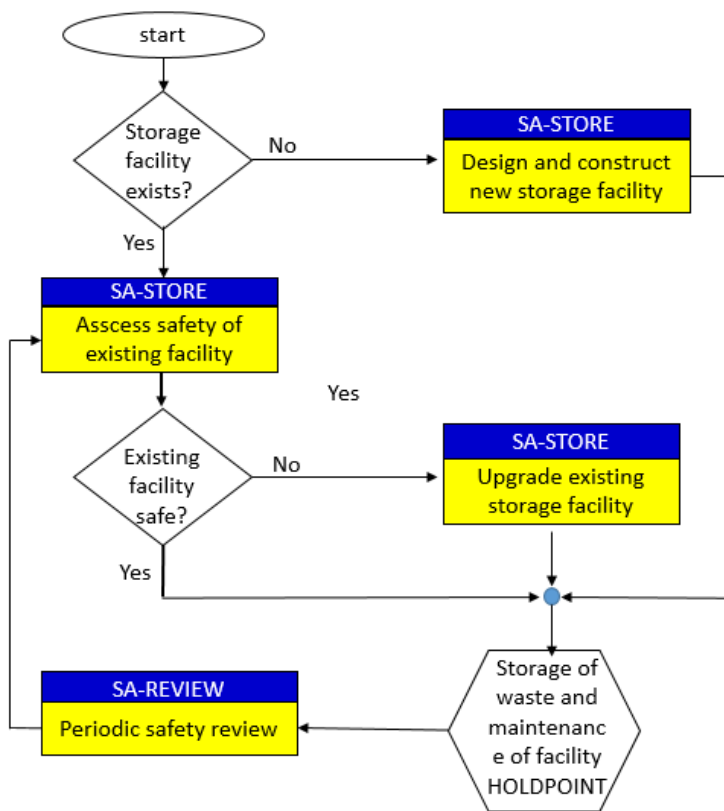 start
Storage
facility
exists?
No
SA-STORE
Design and construct
new storage facility
Yes
SA-STORE
Asscess safety of
existing facility
Yes
Existing
facility
safe?
No
SA-STORE
Upgrade existing
storage facility
Yes
Storage of
waste and
maintenanc
e of facility
HOLDPOINT
SA-REVIEW
Periodic safety review